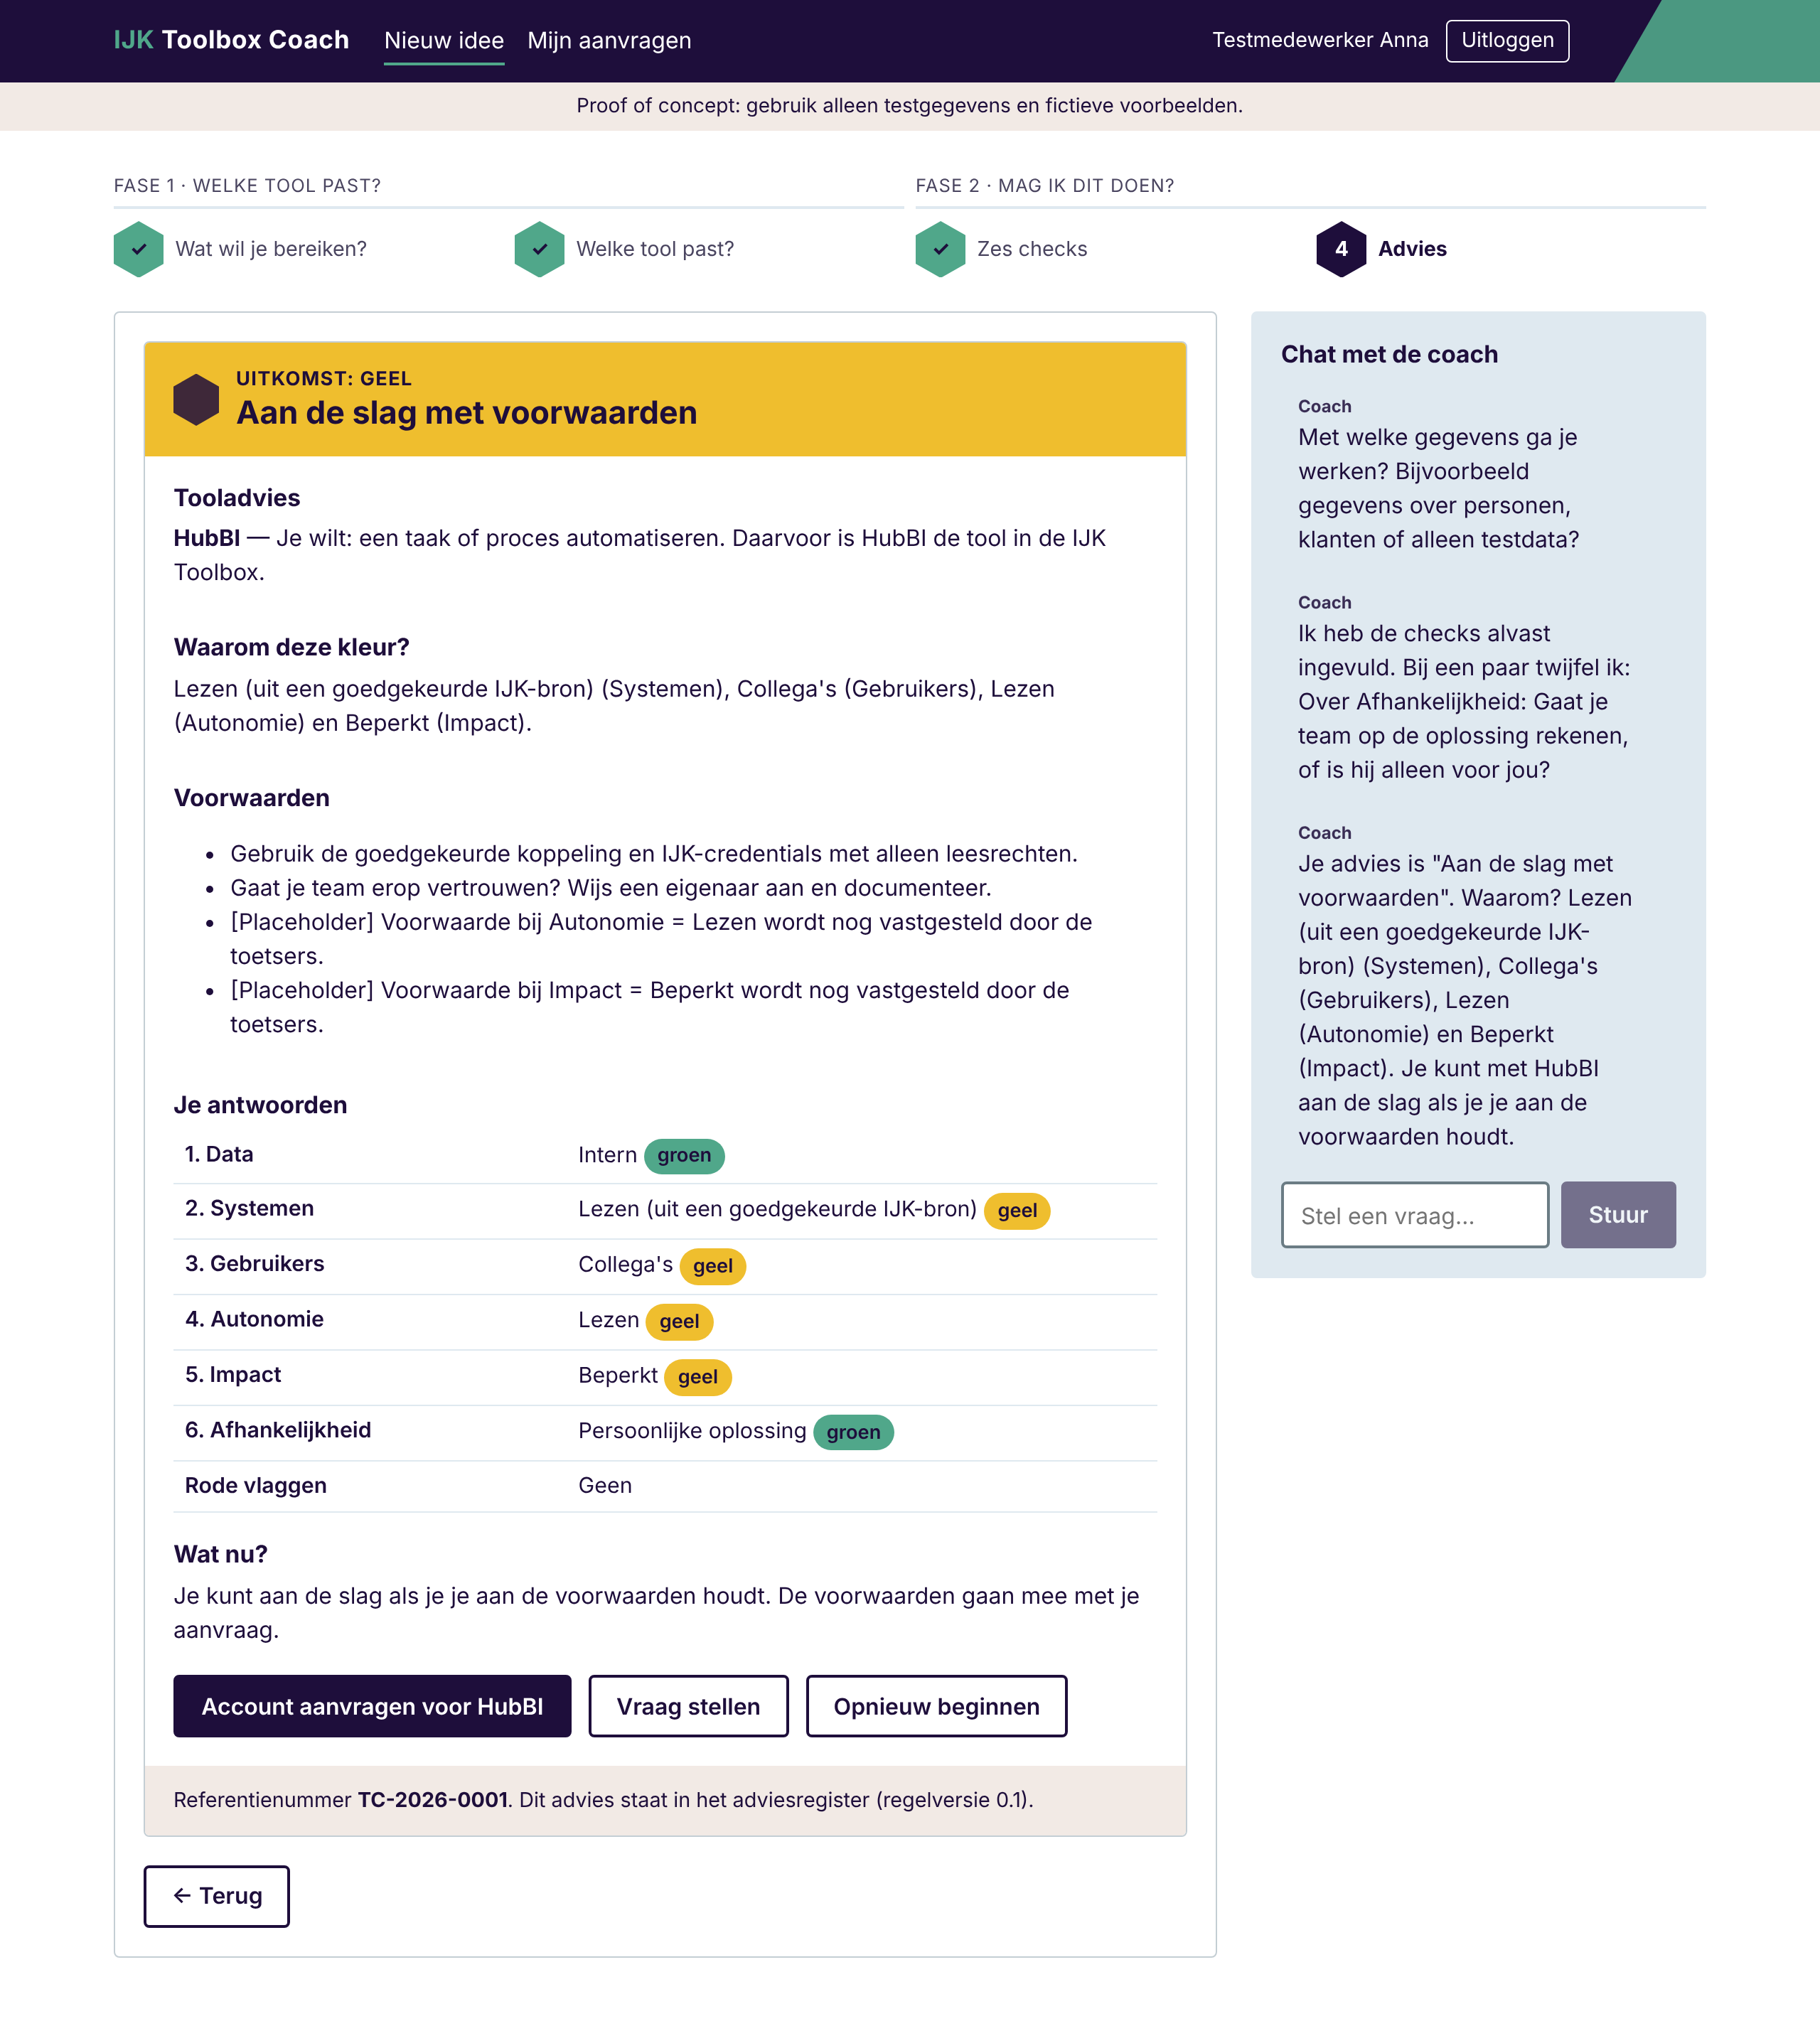 IJK Toolbox Coach
Nieuw idee
Mijn aanvragen
Testmedewerker Anna
Uitloggen
Proof of concept: gebruik alleen testgegevens en fictieve voorbeelden.
FASE 1 · WELKE TOOL PAST?
FASE 2 · MAG IK DIT DOEN?
✓ Wat wil je bereiken?
✓ Welke tool past?
✓ Zes checks
4 Advies
UITKOMST: GEEL
Aan de slag met voorwaarden
Tooladvies
HubBI — Je wilt: een taak of proces automatiseren. Daarvoor is HubBI de tool in de IJK
Toolbox.
Waarom deze kleur?
Lezen (uit een goedgekeurde IJK-bron) (Systemen), Collega's (Gebruikers), Lezen
(Autonomie) en Beperkt (Impact).
Voorwaarden
• Gebruik de goedgekeurde koppeling en IJK-credentials met alleen leesrechten.
• Gaat je team erop vertrouwen? Wijs een eigenaar aan en documenteer.
• [Placeholder] Voorwaarde bij Autonomie = Lezen wordt nog vastgesteld door de
toetsers.
• [Placeholder] Voorwaarde bij Impact = Beperkt wordt nog vastgesteld door de
toetsers.
Je antwoorden
1. Data Intern groen
2. Systemen Lezen (uit een goedgekeurde IJK-bron) geel
3. Gebruikers Collega's geel
4. Autonomie Lezen geel
5. Impact Beperkt geel
6. Afhankelijkheid Persoonlijke oplossing groen
Rode vlaggen Geen
Wat nu?
Je kunt aan de slag als je je aan de voorwaarden houdt. De voorwaarden gaan mee met je
aanvraag.
Account aanvragen voor HubBI
Vraag stellen
Opnieuw beginnen
Referentienummer TC-2026-0001. Dit advies staat in het adviesregister (regelversie 0.1).
← Terug
Chat met de coach
Coach
Met welke gegevens ga je
werken? Bijvoorbeeld
gegevens over personen,
klanten of alleen testdata?
Coach
Ik heb de checks alvast
ingevuld. Bij een paar twijfel ik:
Over Afhankelijkheid: Gaat je
team op de oplossing rekenen,
of is hij alleen voor jou?
Coach
Je advies is "Aan de slag met
voorwaarden". Waarom? Lezen
(uit een goedgekeurde IJK-
bron) (Systemen), Collega's
(Gebruikers), Lezen
(Autonomie) en Beperkt
(Impact). Je kunt met HubBI
aan de slag als je je aan de
voorwaarden houdt.
Stel een vraag...
Stuur